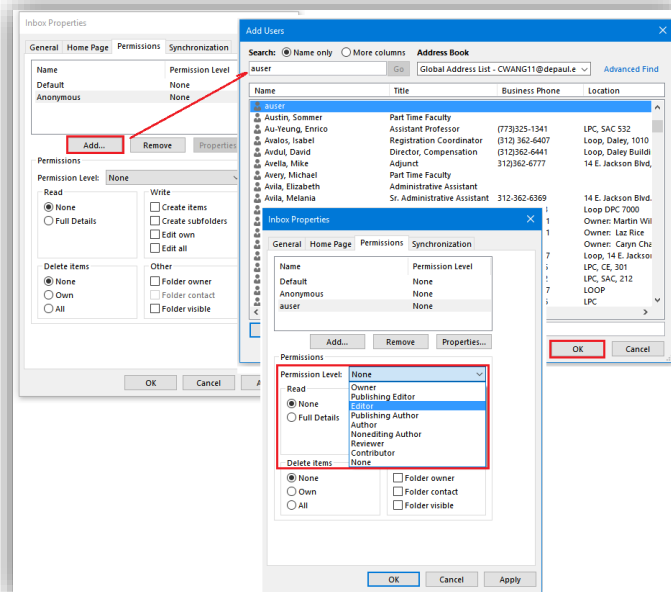 Inbox Properties
General Home Page Permissions Synchronization
Name Permission Level
Default None
Anonymous None
Add... Remove Properties
Permissions
Permission Level: None
Read Write
None Create items
Full Details Create subfolders
Edit own
Edit all
Delete items Other
None Folder owner
Own Folder contact
All Folder visible
OK Cancel
Add Users
Search: Name only More columns Address Book
auser Go Global Address List - CWANG11@depaul.e Advanced Find
Name Title Business Phone Location
auser
Austin, Sommer Part Time Faculty
Au-Yeung, Enrico Assistant Professor (773)325-1341 LPC, SAC 532
Avalos, Isabel Registration Coordinator (312) 362-6407 Loop, Daley, 1010
Avdul, David Director, Compensation (312)362-6441 Loop, Daley Buildi
Avella, Mike Adjunct 312)362-6777 14 E. Jackson Blvd,
Avery, Michael Part Time Faculty
Avila, Elizabeth Administrative Assistant
Avila, Melania Sr. Administrative Assistant 312-362-6369 14 E. Jackson Blvd.
Loop DPC 7000
1 Owner: Martin Wil
1 Owner: Laz Rice
Owner: Caryn Cha
7 Loop, 14 E. Jackso
LPC, CE, 301
LPC, SAC, 212
7 LOOP
LPC
OK Cancel
Inbox Properties
General Home Page Permissions Synchronization
Name Permission Level
Default None
Anonymous None
auser None
Add... Remove Properties...
Permissions
Permission Level: None
Read Owner
Publishing Editor
None Editor
Full Details Publishing Author
Author
Nonediting Author
Reviewer
Contributor
Delete items None
None Folder owner
Own Folder contact
All Folder visible
OK Cancel Apply